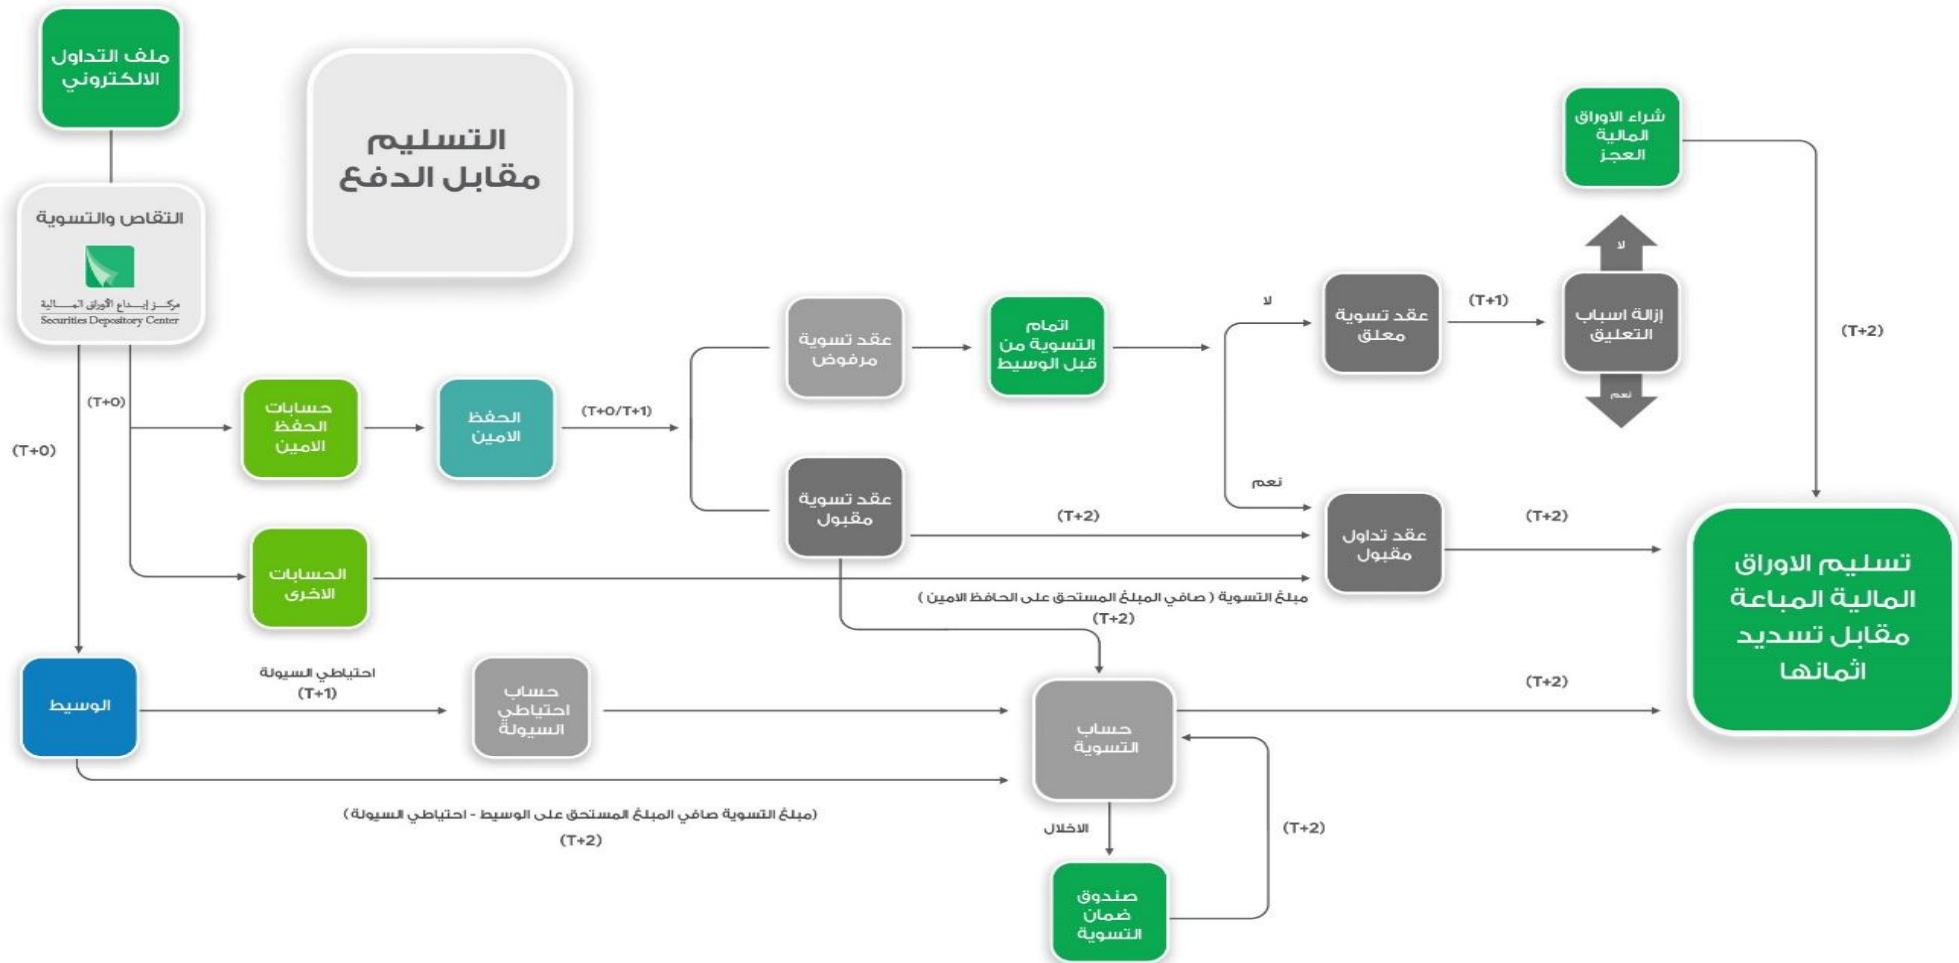 ملف التداول
الالكتروني
التسليم
مقابل الدفع
شراء الاوراق
المالية
العجز
التقاص والتسوية
مركز إيداع الأوراق المالية
Securities Depository Center
لا
(T+2)
عقد تسوية
مرفوض
اتمام
التسوية من
قبل الوسيط
لا
عقد تسوية
معلق
(T+1)
إزالة اسباب
التعليق
نعم
(T+0)
(T+0)
حسابات
الحفظ
الامين
الحفظ
الامين
(T+0/T+1)
عقد تسوية
مقبول
(T+2)
نعم
عقد تداول
مقبول
(T+2)
الحسابات
الاخرى
مبلغ التسوية ( صافي المبلغ المستحق على الحافظ الامين )
(T+2)
تسليم الاوراق
المالية المباعة
مقابل تسديد
اثمانها
الوسيط
احتياطي السيولة
(T+1)
حساب
احتياطي
السيولة
حساب
التسوية
(T+2)
(مبلغ التسوية صافي المبلغ المستحق على الوسيط - احتياطي السيولة)
(T+2)
الاخلال
(T+2)
صندوق
ضمان
التسوية